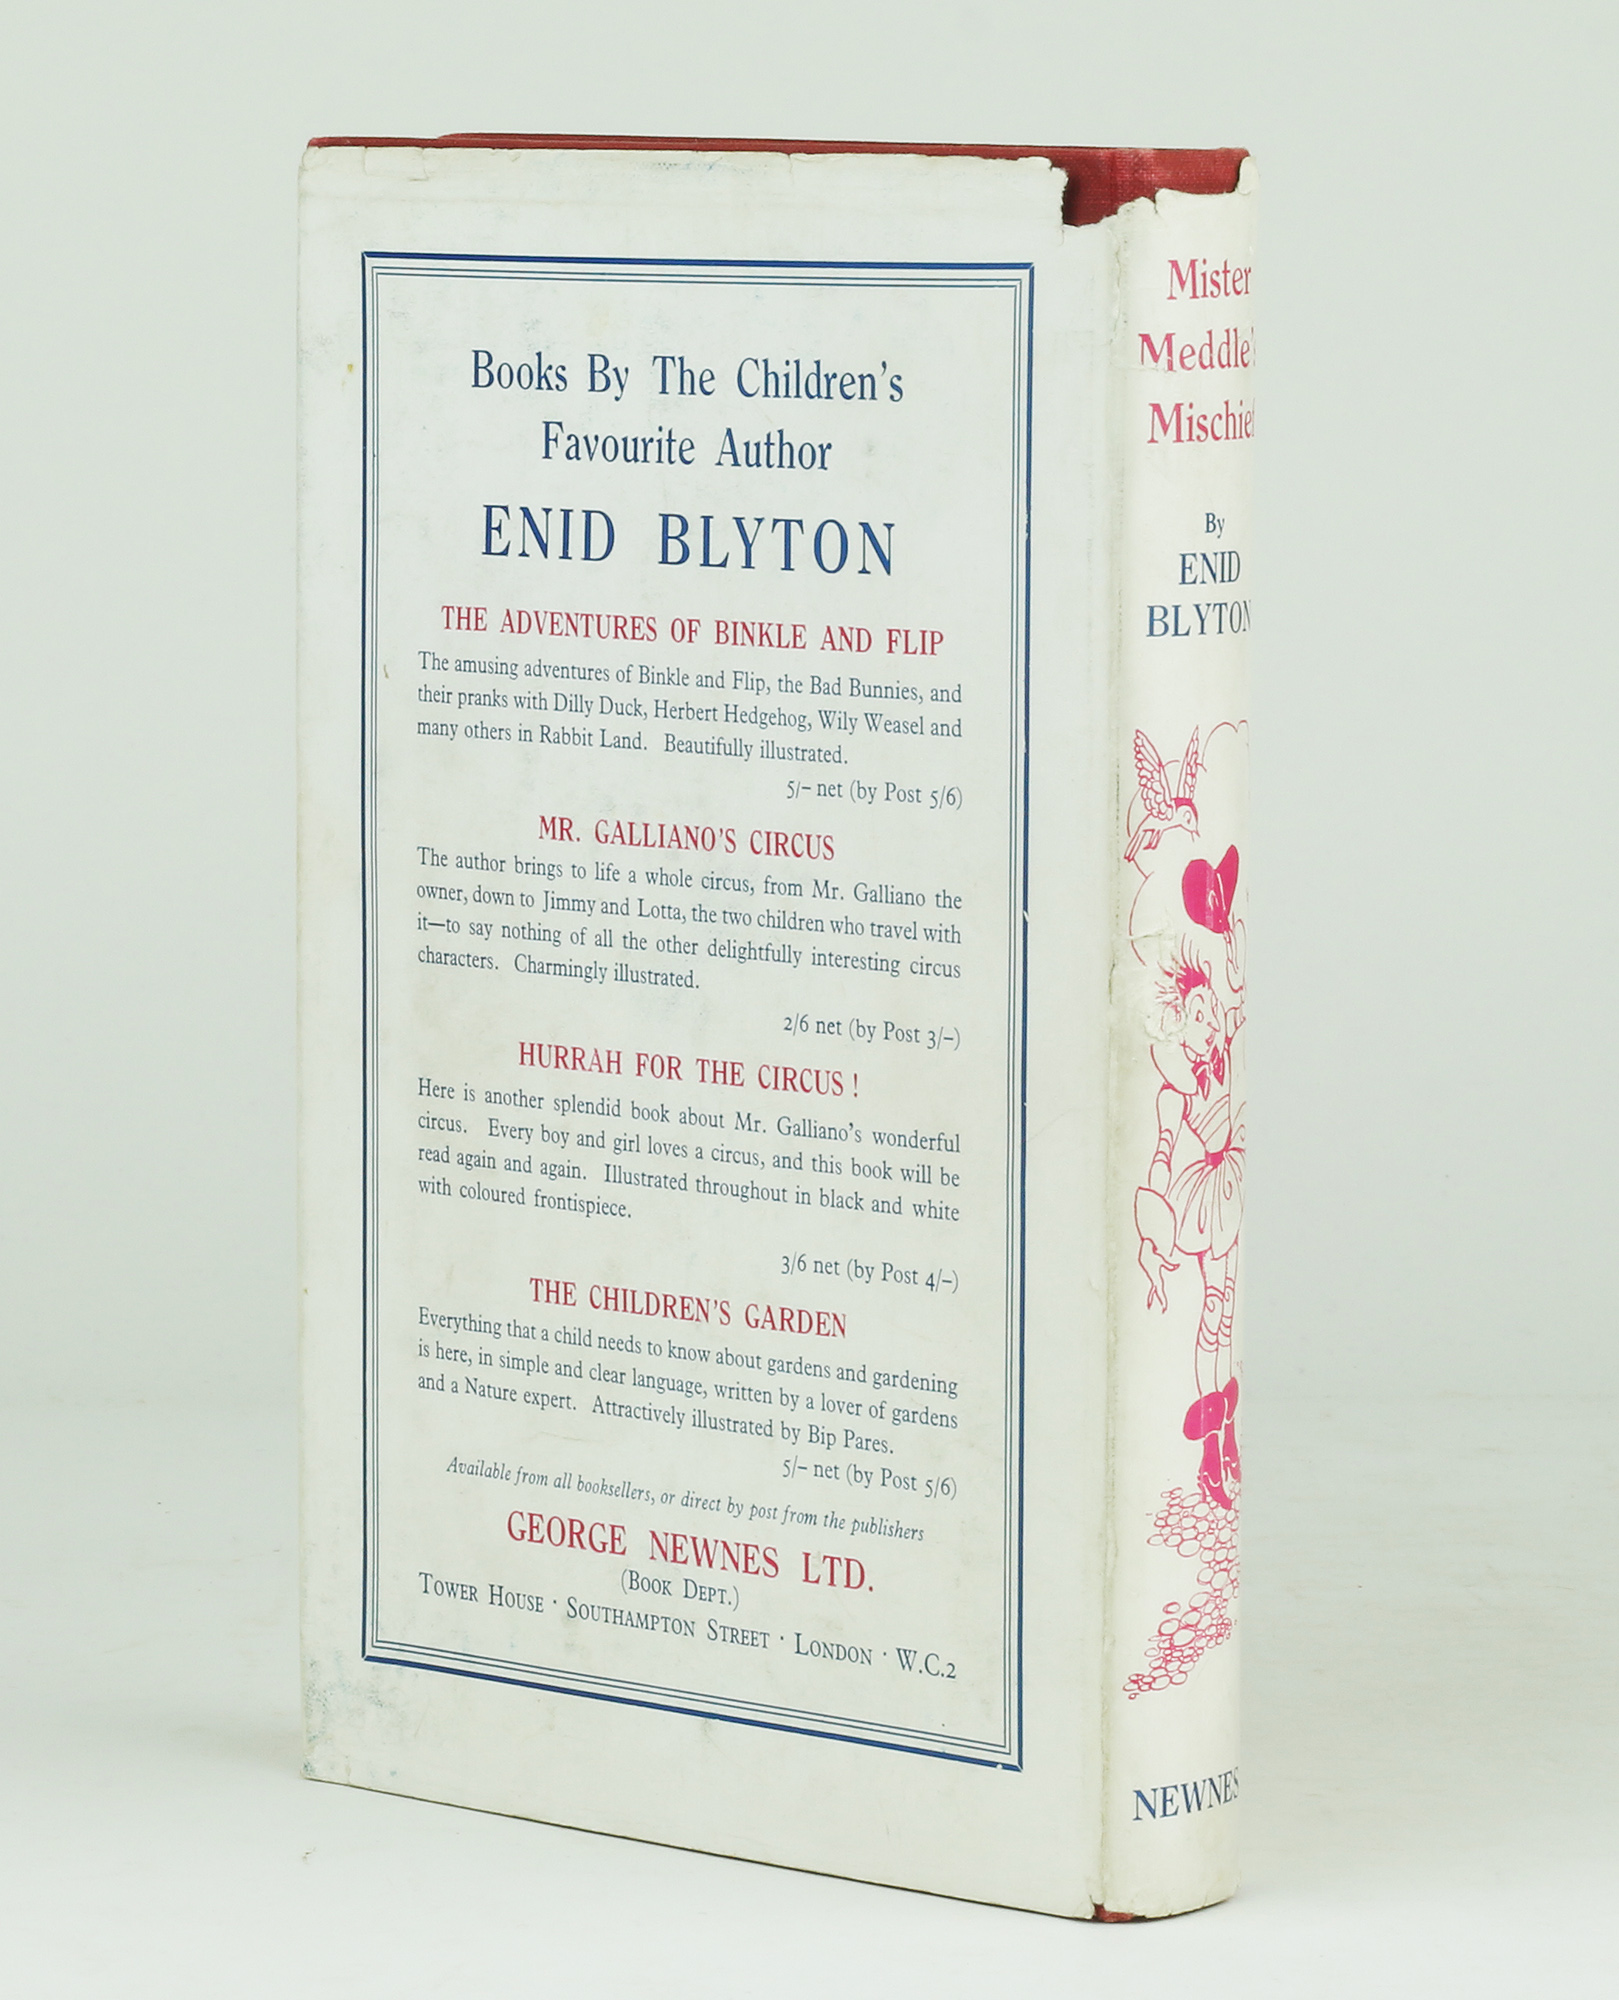 Books By The Children's
Favourite Author
ENID BLYTON
THE ADVENTURES OF BINKLE AND FLIP
The amusing adventures of Binkle and Flip, the Bad Bunnies, and
their pranks with Dilly Duck, Herbert Hedgehog, Wily Weasel and
many others in Rabbit Land. Beautifully illustrated.
5/- net (by Post 5/6)
MR. GALLIANO'S CIRCUS
The author brings to life a whole circus, from Mr. Galliano the
owner, down to Jimmy and Lotta, the two children who travel with
it—to say nothing of all the other delightfully interesting circus
characters. Charmingly illustrated.
2/6 net (by Post 3/-)
HURRAH FOR THE CIRCUS!
Here is another splendid book about Mr. Galliano's wonderful
circus. Every boy and girl loves a circus, and this book will be
read again and again. Illustrated throughout in black and white
with coloured frontispiece.
3/6 net (by Post 4/-)
THE CHILDREN'S GARDEN
Everything that a child needs to know about gardens and gardening
is here, in simple and clear language, written by a lover of gardens
and a Nature expert. Attractively illustrated by Bip Pares.
5/- net (by Post 5/6)
Available from all booksellers, or direct by post from the publishers
GEORGE NEWNES LTD.
(BOOK DEPT.)
TOWER HOUSE · SOUTHAMPTON STREET · LONDON · W.C.2
Mister
Meddle's
Mischief
By
ENID
BLYTON
NEWNES